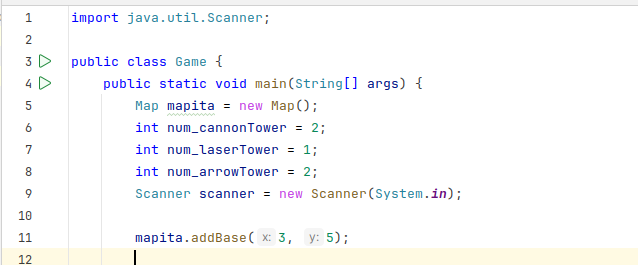 1 import java.util.Scanner;
2
3 public class Game {
4 public static void main(String[] args) {
5 Map mapita = new Map();
6 int num_cannonTower = 2;
7 int num_laserTower = 1;
8 int num_arrowTower = 2;
9 Scanner scanner = new Scanner(System.in);
10
11 mapita.addBase( x: 3, y: 5);
12